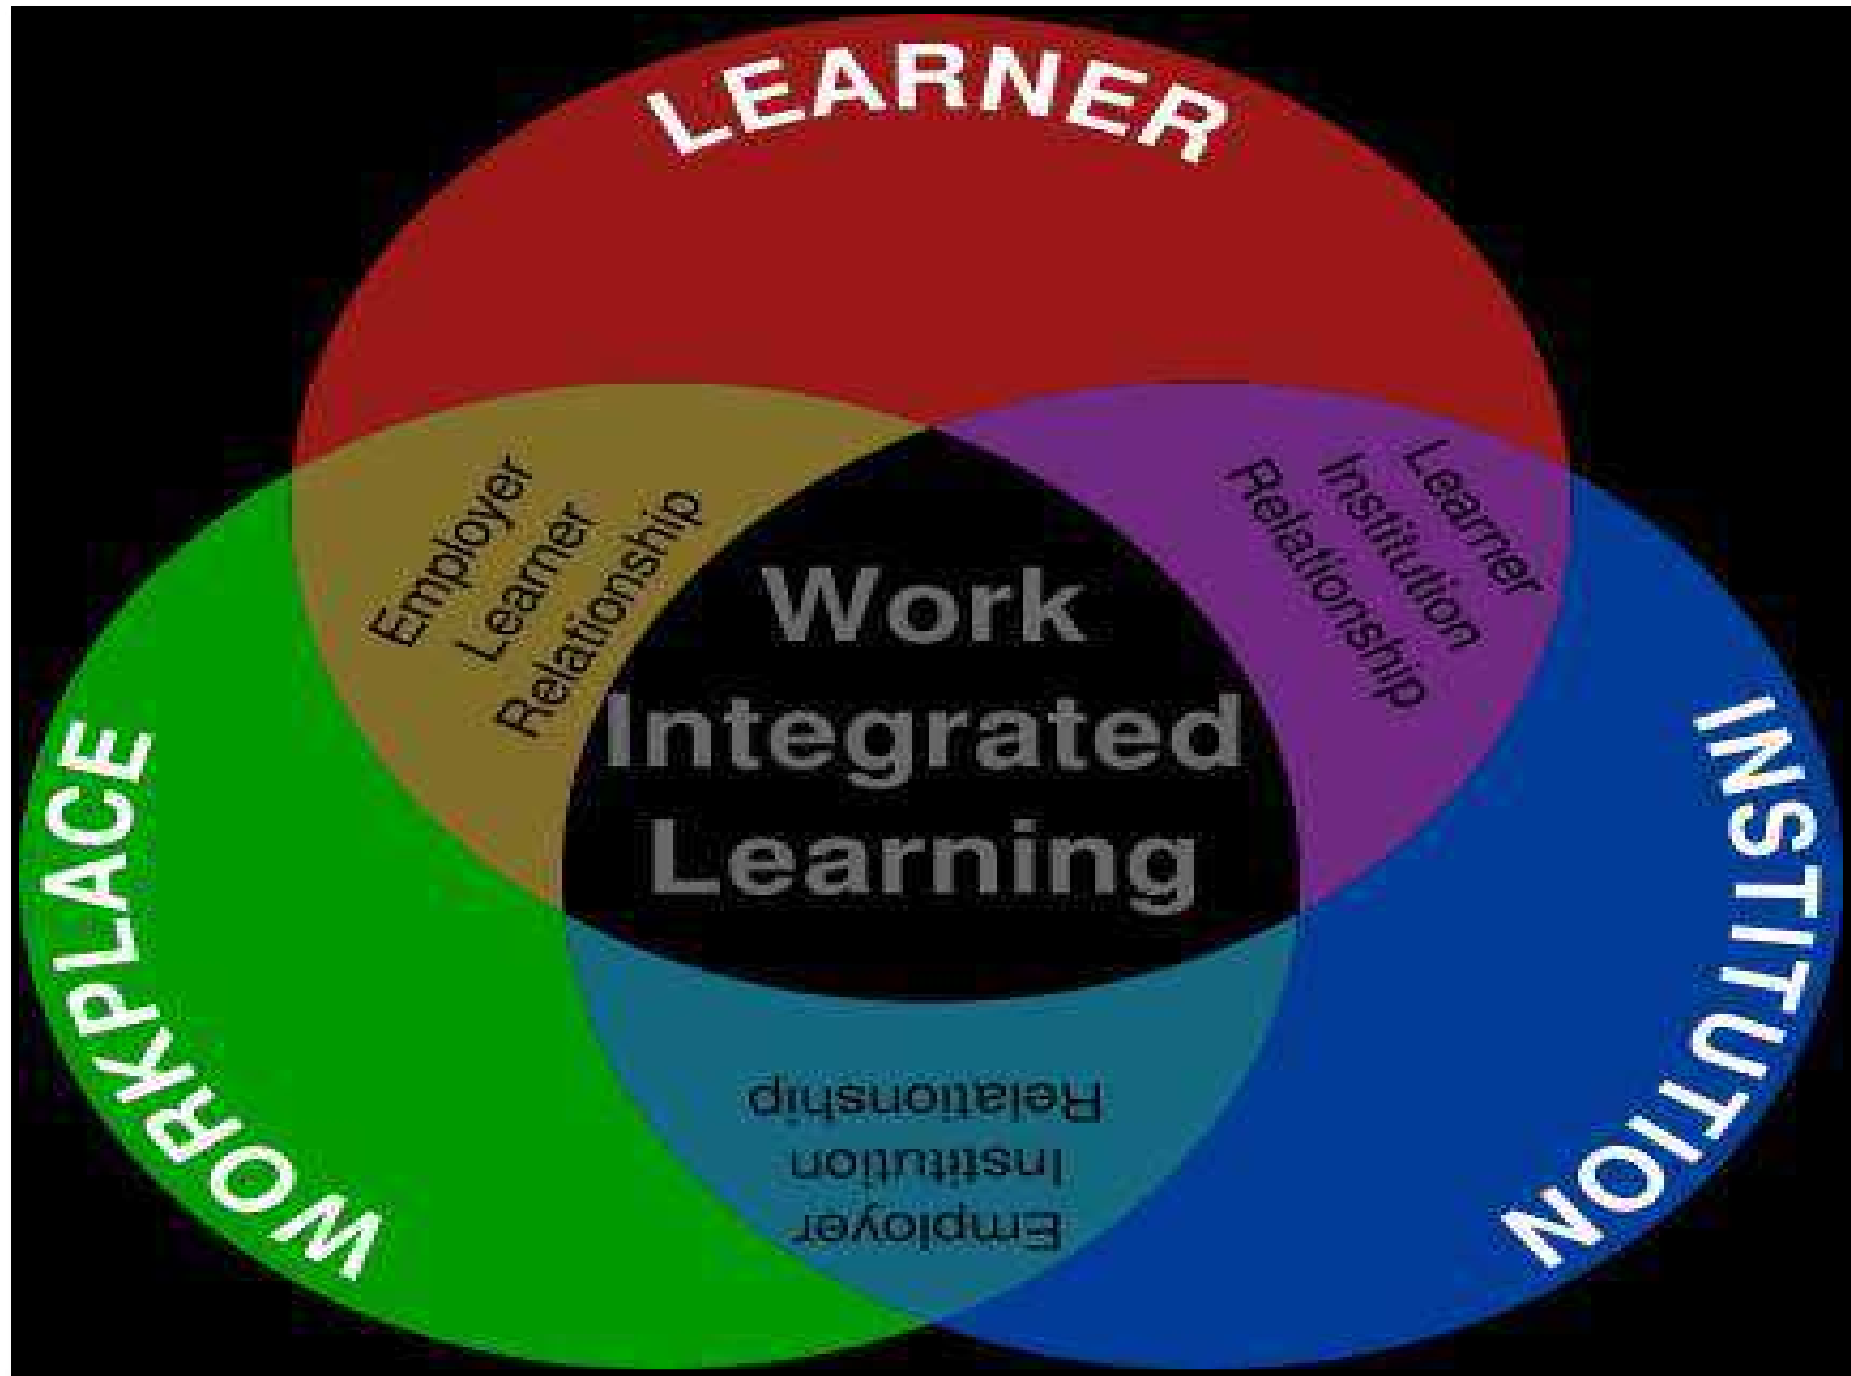 LEARNER
Employer
Learner
Relationship
Learner
Institution
Relationship
Work
Integrated
Learning
WORKPLACE
INSTITUTION
Employer
Institution
Relationship